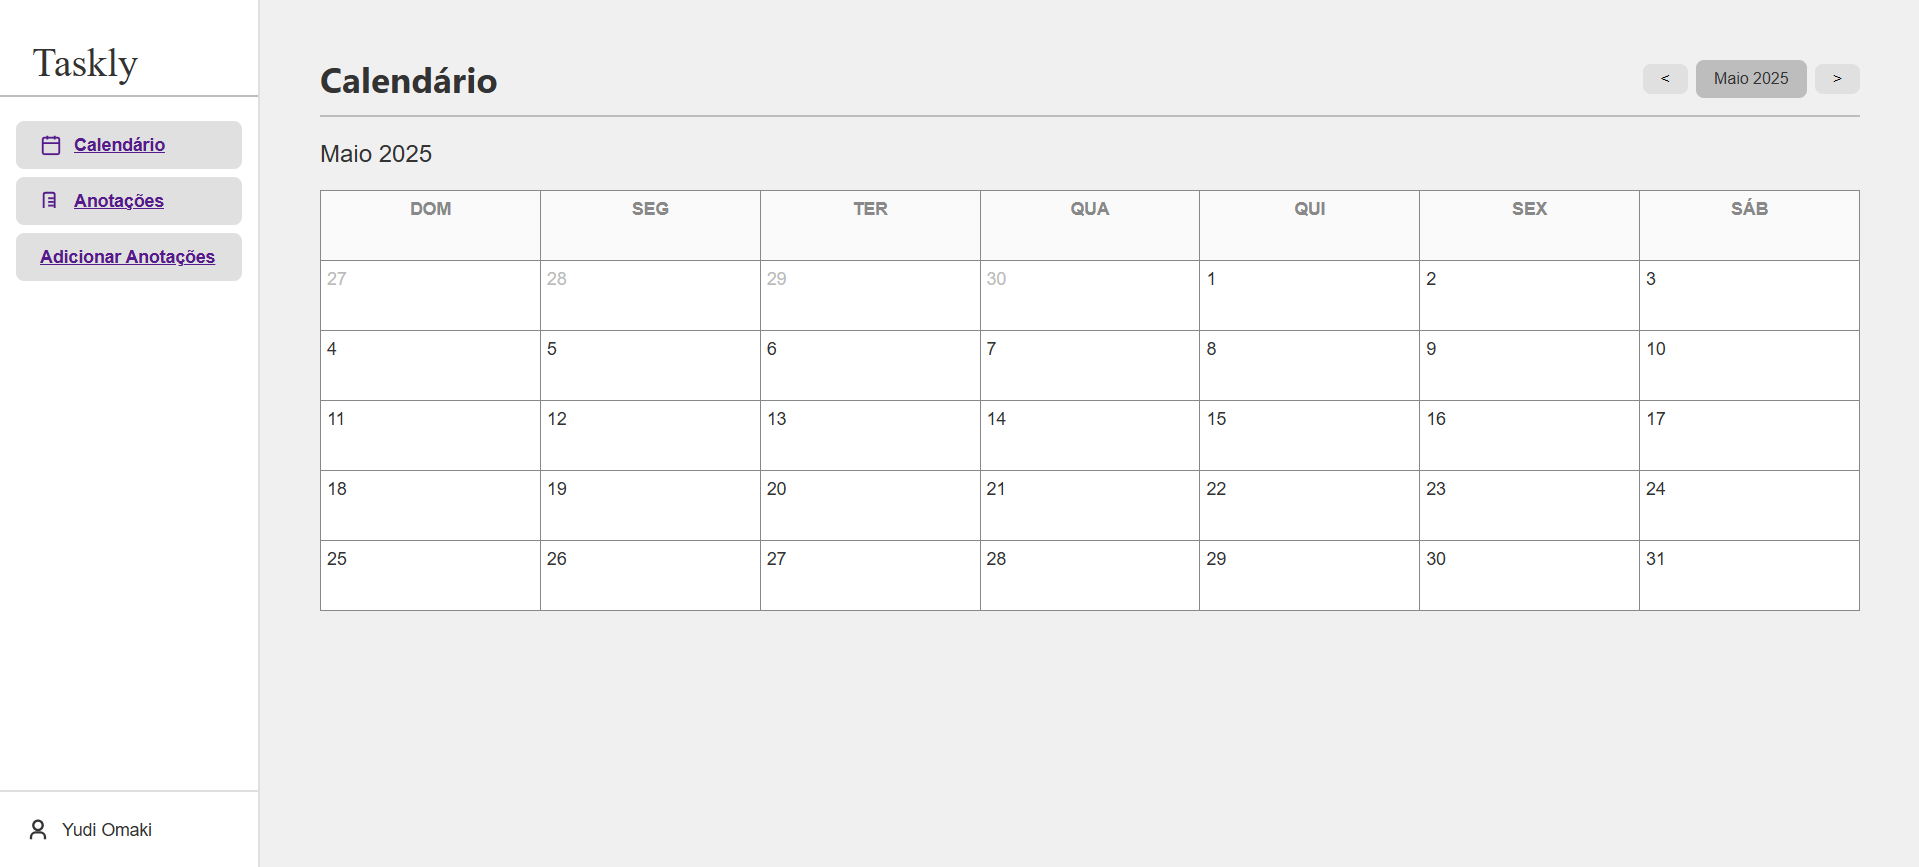 Taskly
Calendário
Anotações
Adicionar Anotações
Yudi Omaki
Calendário
< Maio 2025 >
Maio 2025
DOM SEG TER QUA QUI SEX SÁB
27 28 29 30 1 2 3
4 5 6 7 8 9 10
11 12 13 14 15 16 17
18 19 20 21 22 23 24
25 26 27 28 29 30 31